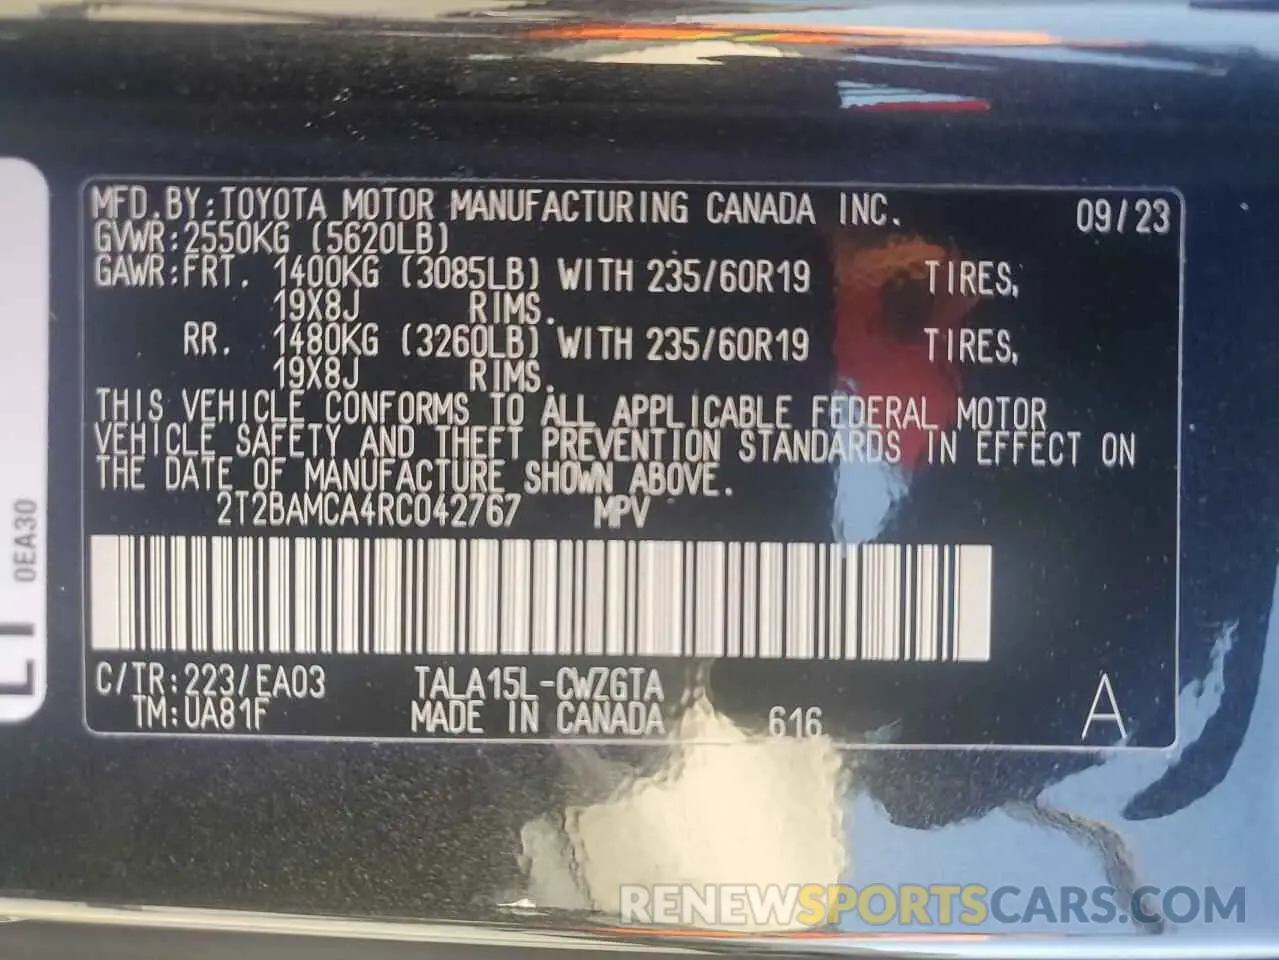 MFD.BY:TOYOTA MOTOR MANUFACTURING CANADA INC. 09/23
GVWR:2550KG (5620LB)
GAWR:FRT. 1400KG (3085LB) WITH 235/60R19 TIRES,
19X8J RIMS.
RR. 1480KG (3260LB) WITH 235/60R19 TIRES,
19X8J RIMS.
THIS VEHICLE CONFORMS TO ALL APPLICABLE FEDERAL MOTOR
VEHICLE SAFETY AND THEFT PREVENTION STANDARDS IN EFFECT ON
THE DATE OF MANUFACTURE SHOWN ABOVE.
2T2BAMCA4RC042767 MPV
C/TR:223/EA03 TALA15L-CWZGTA
TM:UA81F MADE IN CANADA 616 A
0EA30
RENEWSPORTSCARS.COM